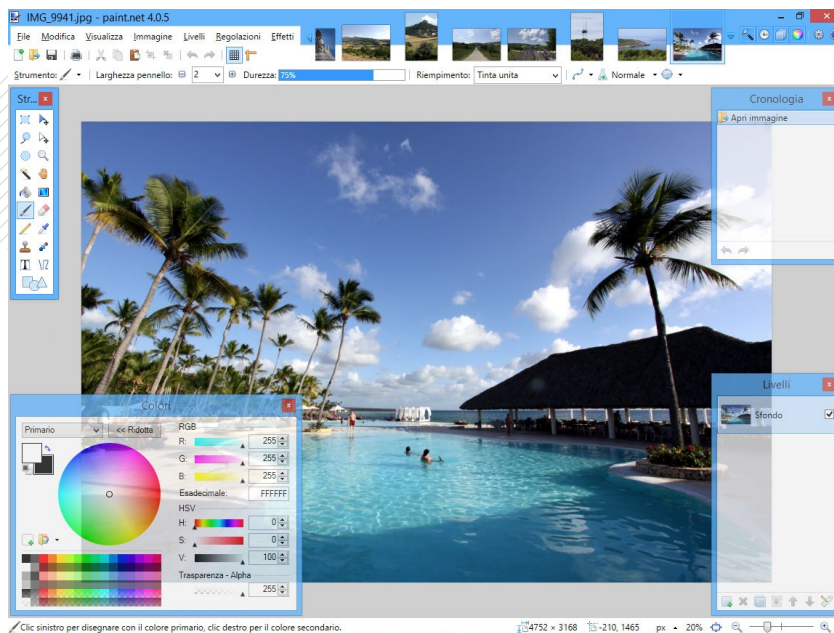 IMG_9941.jpg - paint.net 4.0.5
File Modifica Visualizza Immagine Livelli Regolazioni Effetti
Strumento: Larghezza pennello: 2 Durezza: 75% Riempimento: Tinta unita Normale
Str...
Cronologia
Apri immagine
Livelli
Sfondo
Colori
Primario << Ridotta
RGB
R: 255
G: 255
B: 255
Esadecimale: FFFFFF
HSV
H: 0
S: 0
V: 100
Trasparenza - Alpha
255
Clic sinistro per disegnare con il colore primario, clic destro per il colore secondario. 4752 × 3168 -210, 1465 px 20%